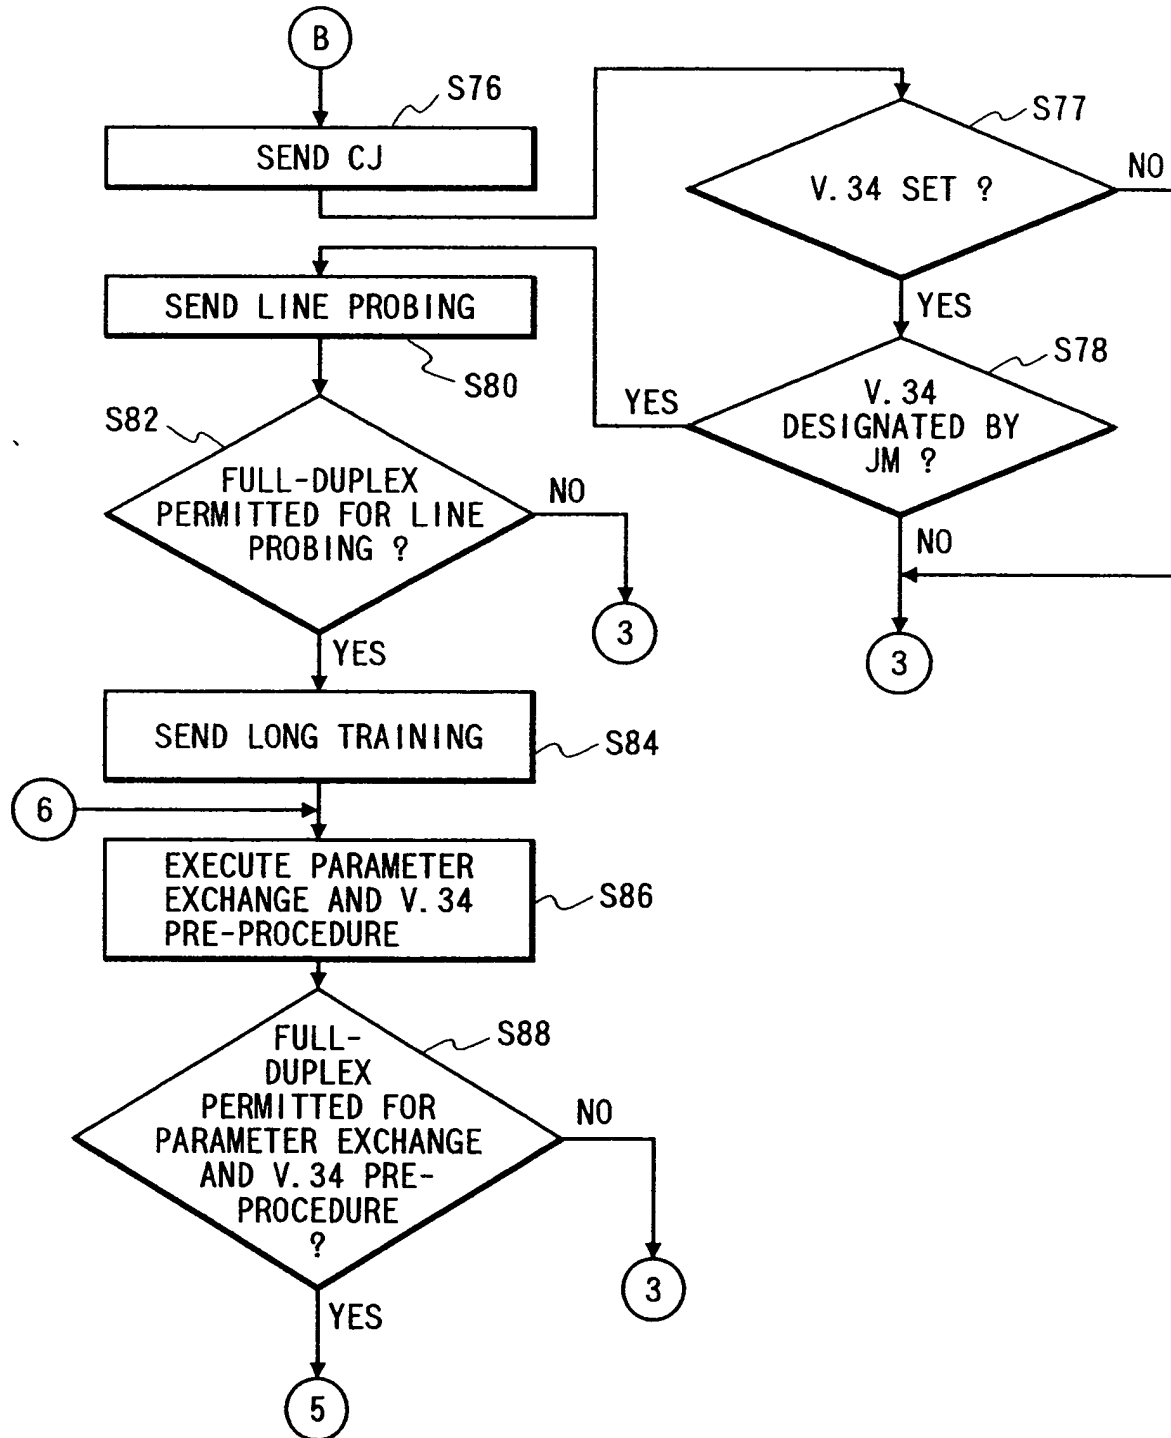 B
S76
SEND CJ
S77
V.34 SET ?
NO
YES
SEND LINE PROBING
S80
S78
V.34
DESIGNATED BY
JM ?
YES
NO
3
S82
FULL-DUPLEX
PERMITTED FOR LINE
PROBING ?
NO
3
YES
SEND LONG TRAINING
S84
6
EXECUTE PARAMETER
EXCHANGE AND V.34
PRE-PROCEDURE
S86
S88
FULL-
DUPLEX
PERMITTED FOR
PARAMETER EXCHANGE
AND V.34 PRE-
PROCEDURE
?
NO
3
YES
5